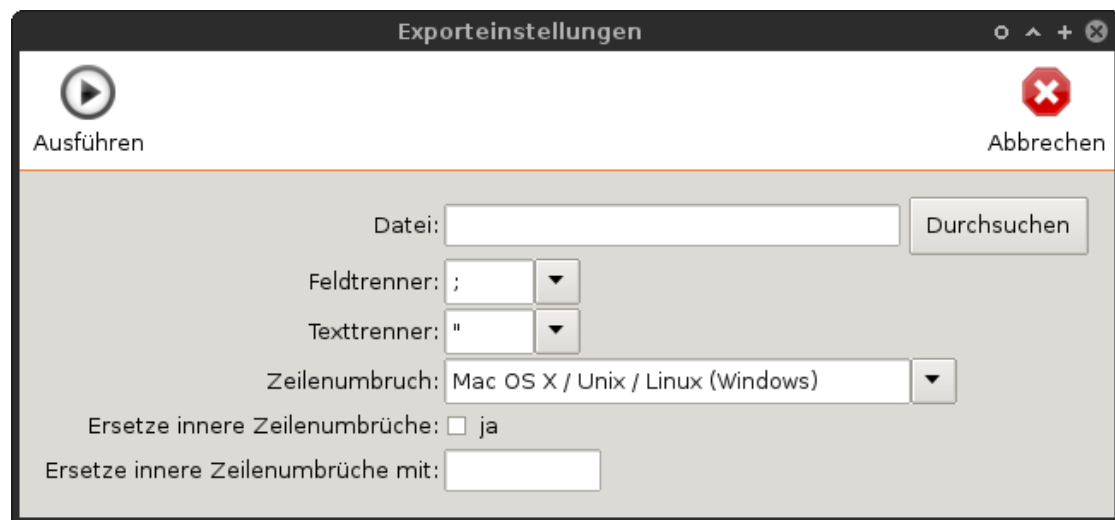 Exporteinstellungen
Ausführen
Abbrechen
Datei: Durchsuchen
Feldtrenner: ;
Texttrenner: "
Zeilenumbruch: Mac OS X / Unix / Linux (Windows)
Ersetze innere Zeilenumbrüche: ja
Ersetze innere Zeilenumbrüche mit: